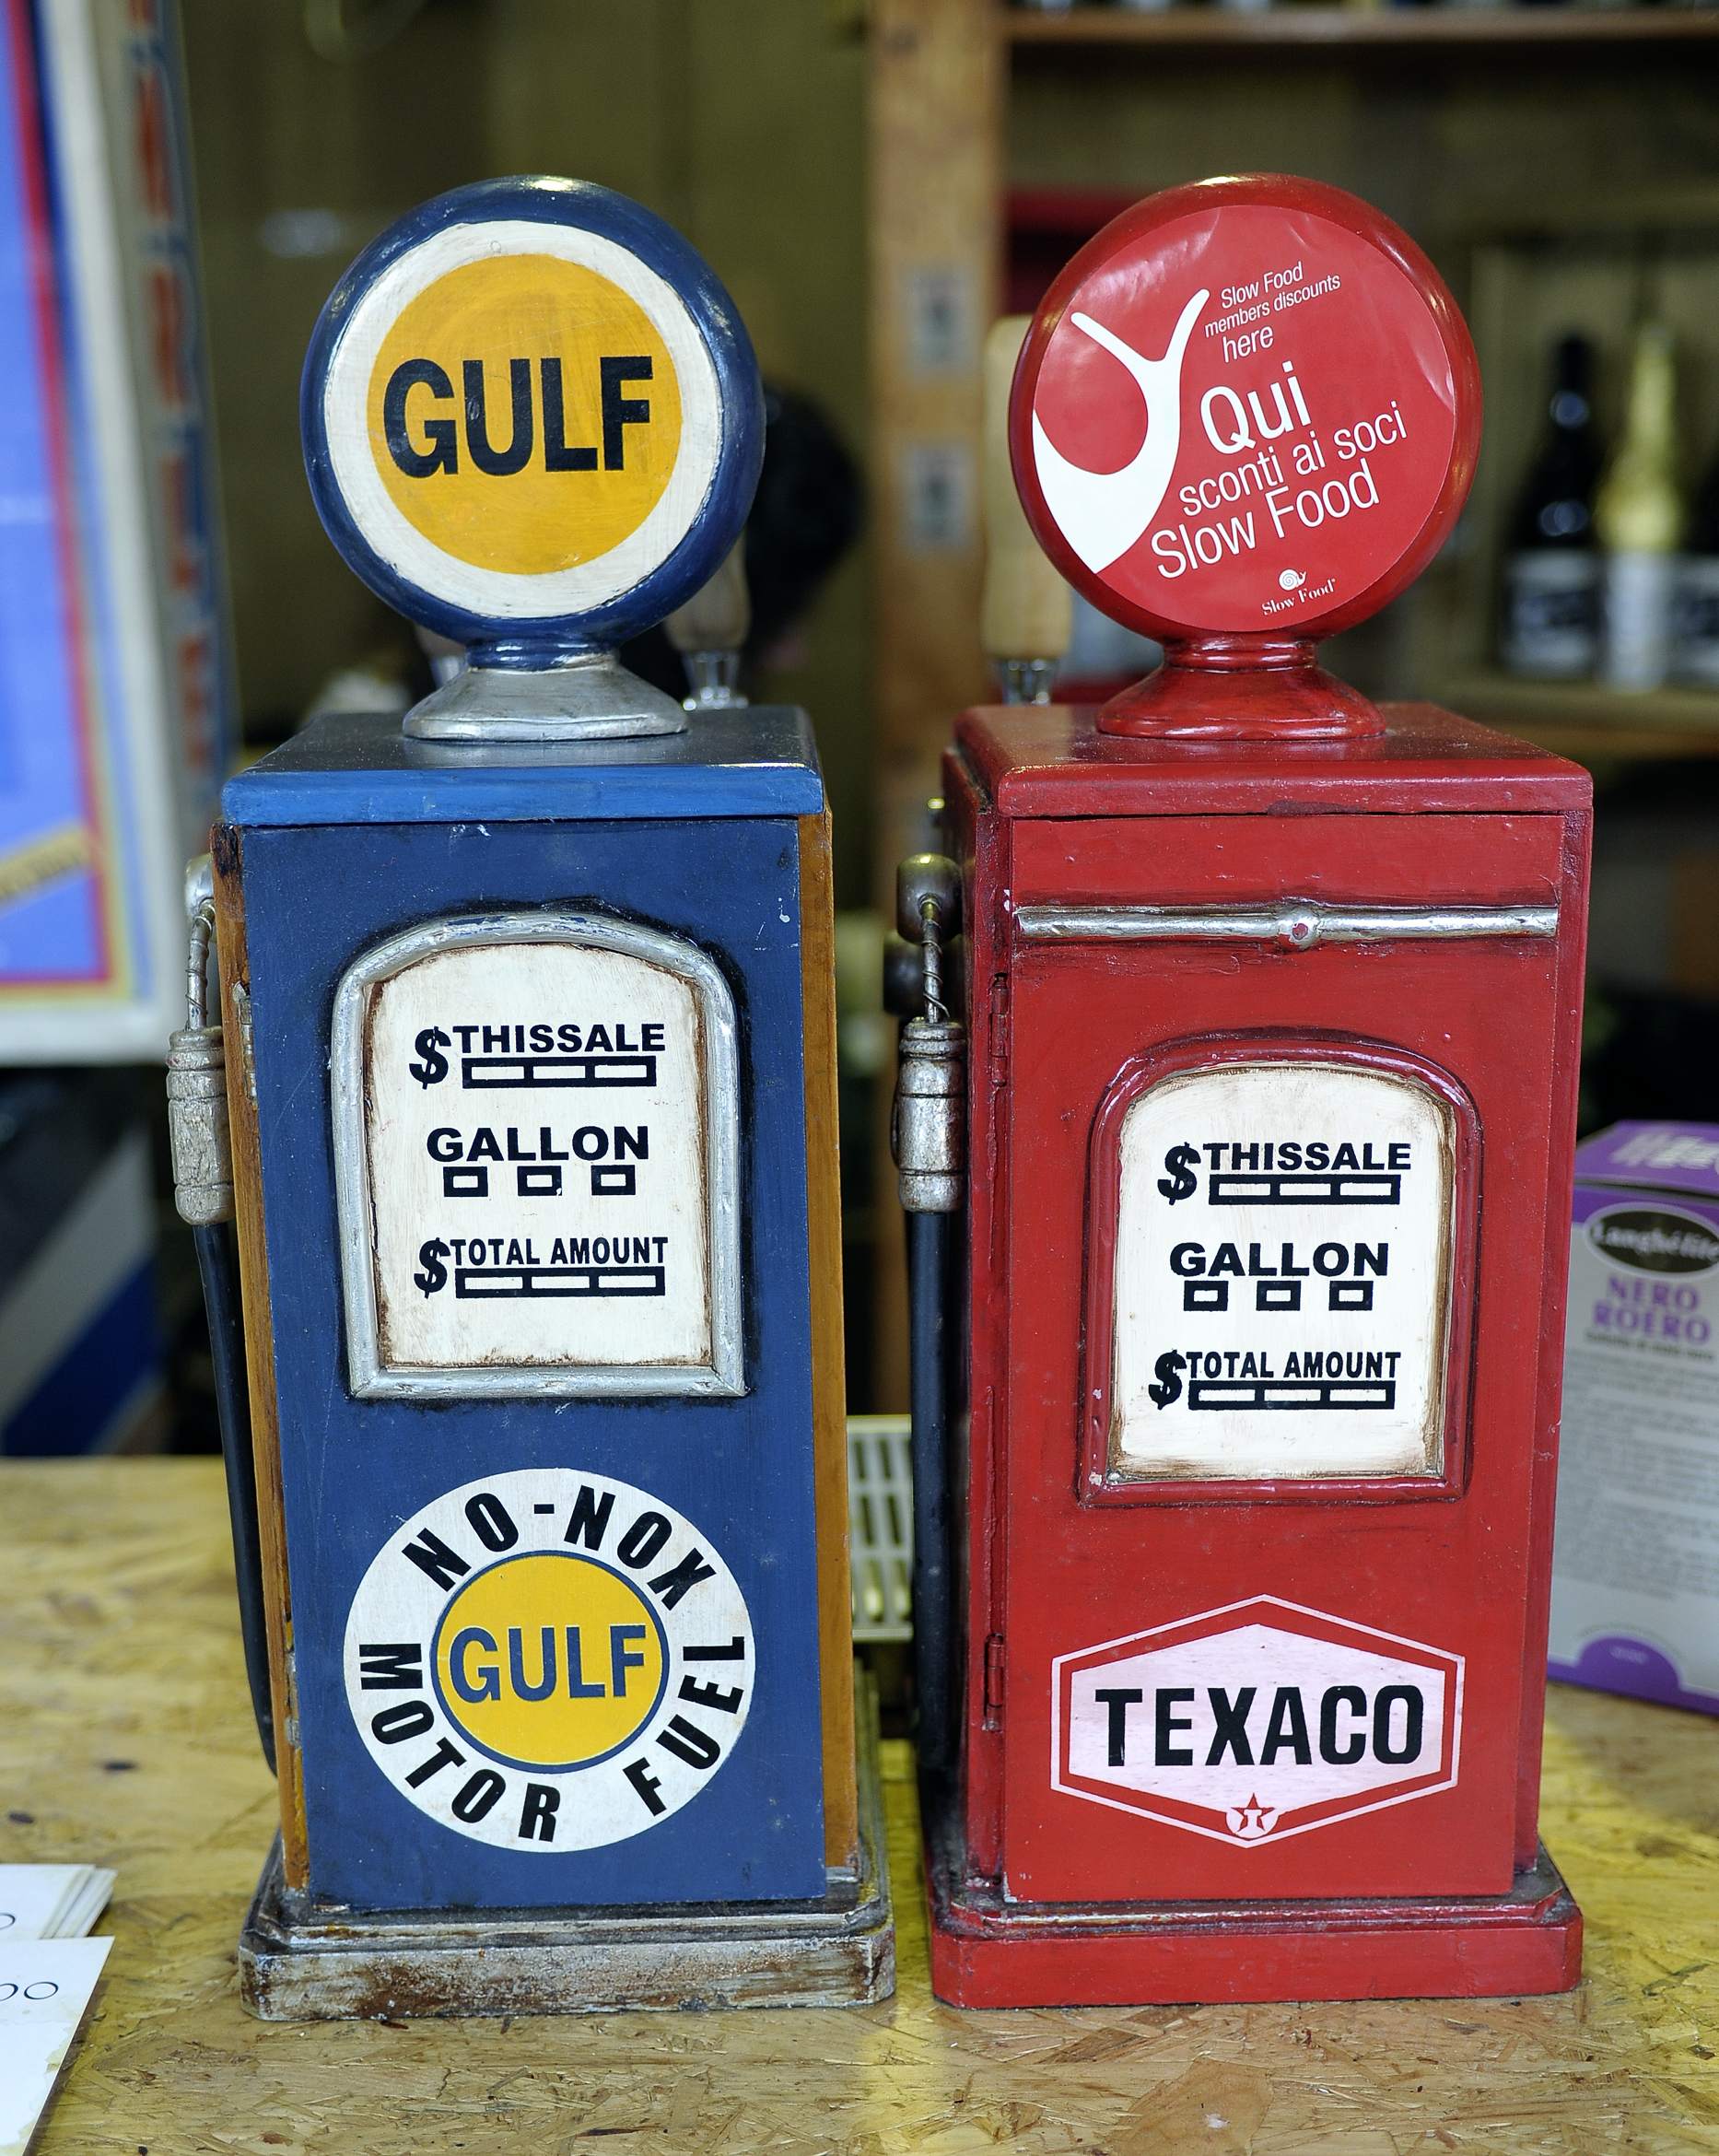 GULF
$ THISSALE
GALLON
$ TOTAL AMOUNT
NO-NOX
GULF
MOTOR FUEL
Slow Food
members discounts
here
Qui
sconti ai soci
Slow Food
Slow Food®
$ THISSALE
GALLON
$ TOTAL AMOUNT
TEXACO
T
NERO
ROERO